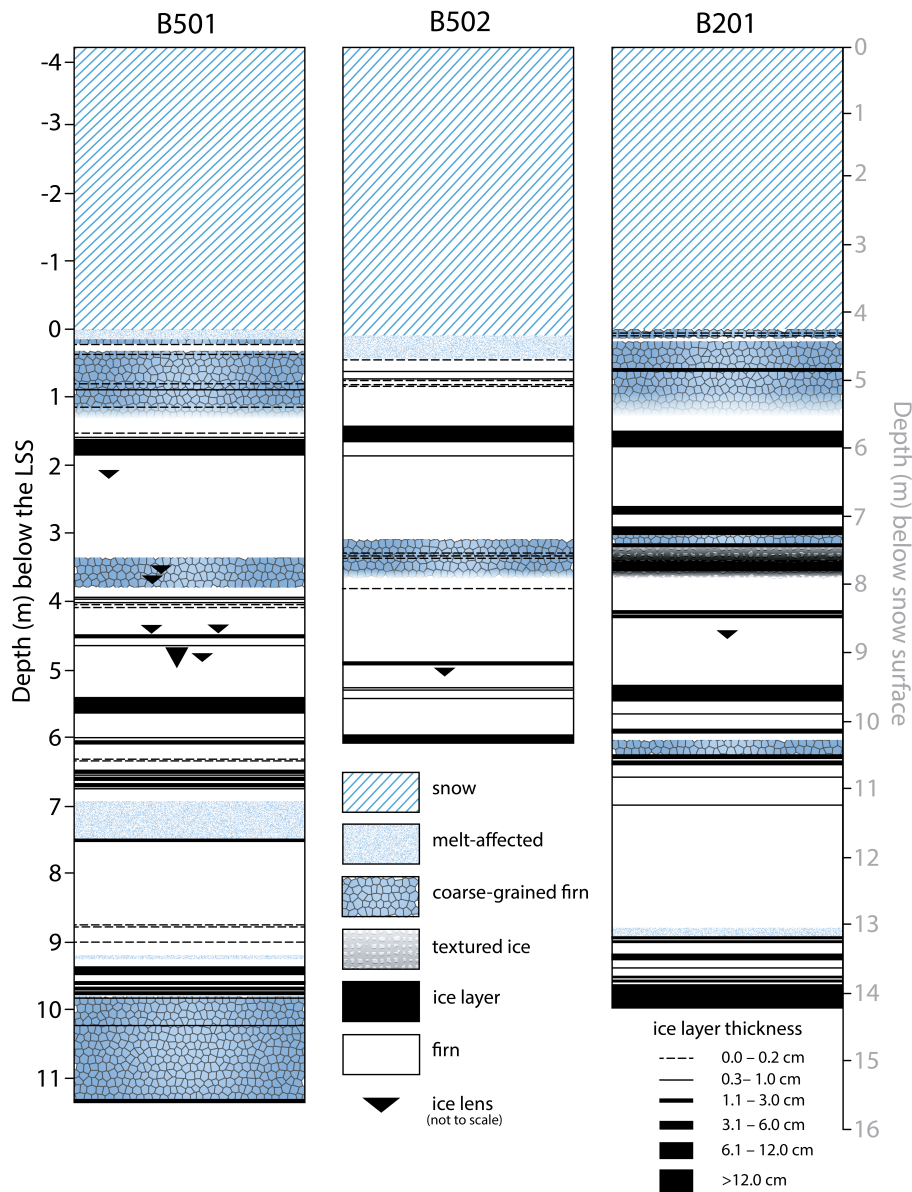 B501
B502
B201
-4
-3
-2
-1
0
1
2
3
4
5
6
7
8
9
10
11
Depth (m) below the LSS
0
1
2
3
4
5
6
7
8
9
10
11
12
13
14
15
16
Depth (m) below snow surface
snow
melt-affected
coarse-grained firn
textured ice
ice layer
firn
ice lens
(not to scale)
ice layer thickness
0.0 – 0.2 cm
0.3– 1.0 cm
1.1 – 3.0 cm
3.1 – 6.0 cm
6.1 – 12.0 cm
>12.0 cm